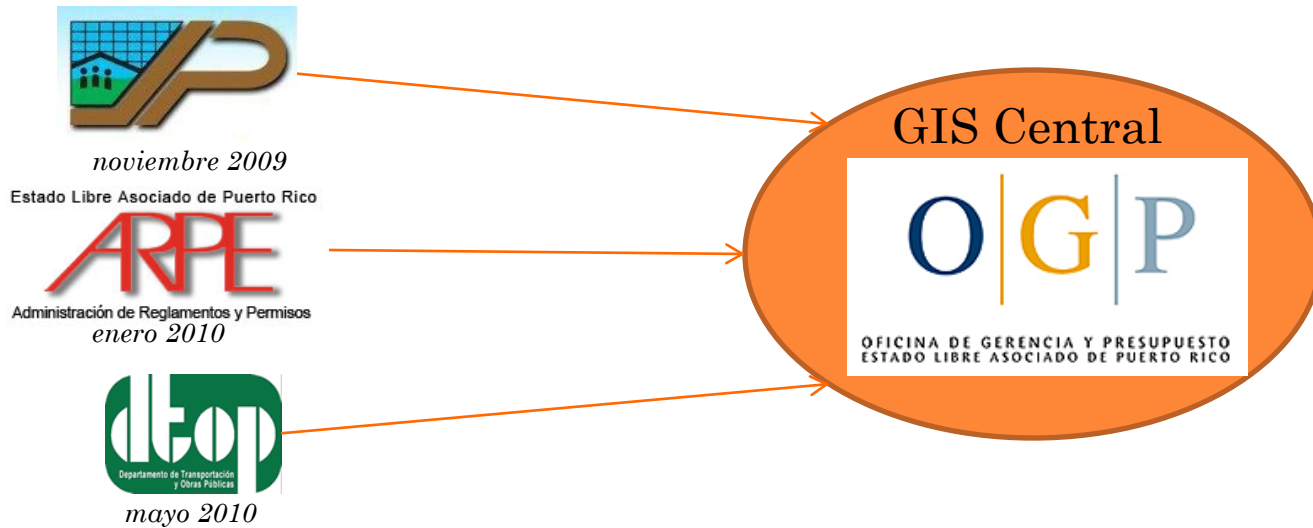 JP
noviembre 2009
Estado Libre Asociado de Puerto Rico
ARPE
Administración de Reglamentos y Permisos
enero 2010
dtop
Departamento de Transportación
y Obras Públicas
mayo 2010
GIS Central
O|G|P
OFICINA DE GERENCIA Y PRESUPUESTO
ESTADO LIBRE ASOCIADO DE PUERTO RICO